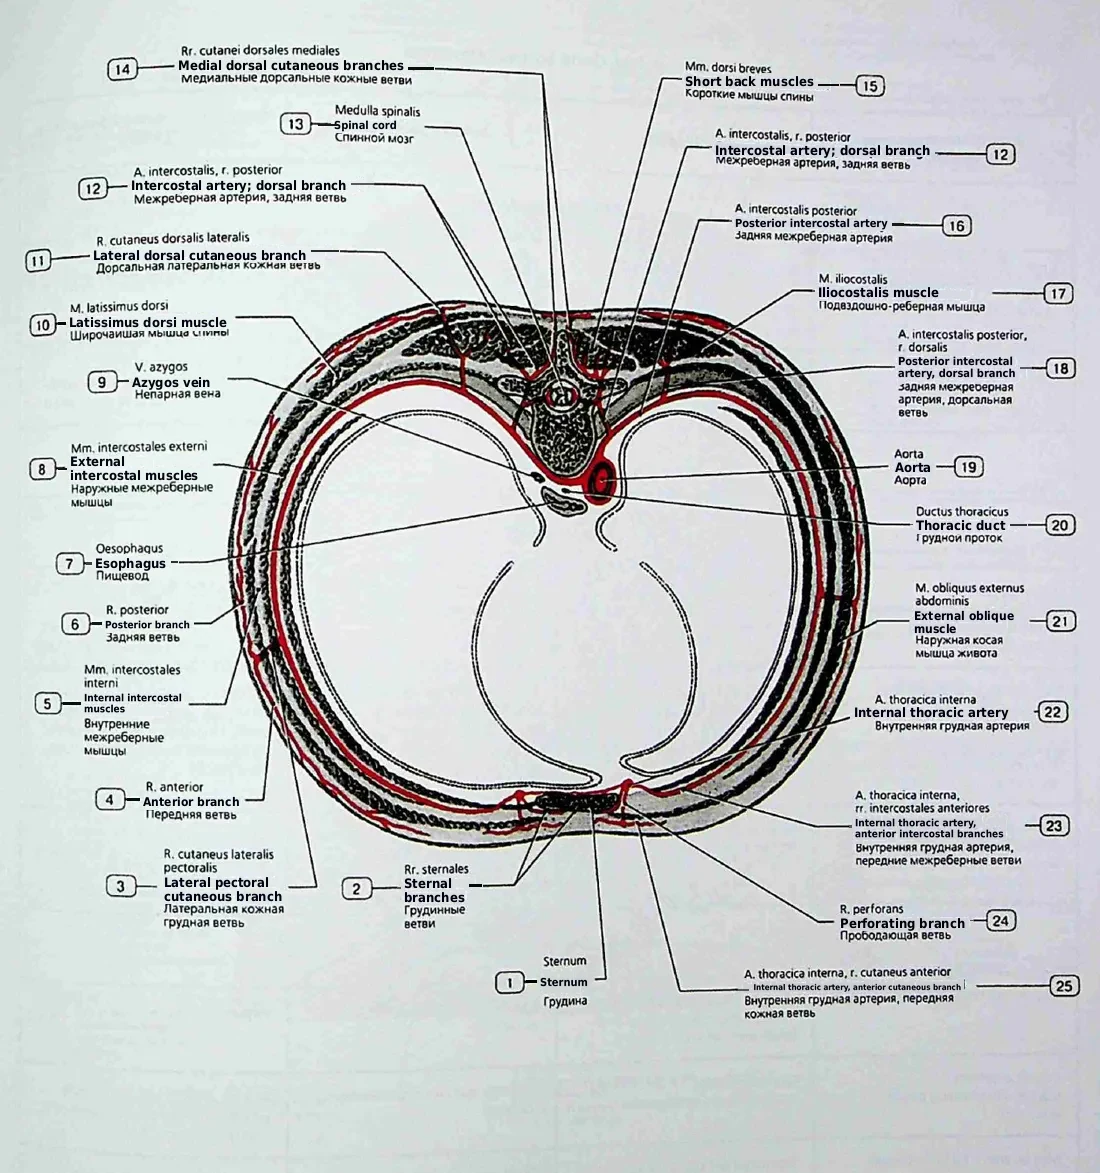 Rr. cutanei dorsales mediales
14
Medial dorsal cutaneous branches
Медиальные дорсальные кожные ветви
Mm. dorsi breves
Short back muscles
15
Короткие мышцы спины
Medulla spinalis
13
Spinal cord
Спинной мозг
A. intercostalis, r. posterior
Intercostal artery; dorsal branch
12
Межреберная артерия, задняя ветвь
A. intercostalis, r. posterior
12
Intercostal artery; dorsal branch
Межреберная артерия, задняя ветвь
A. intercostalis posterior
Posterior intercostal artery
16
Задняя межреберная артерия
R. cutaneus dorsalis lateralis
11
Lateral dorsal cutaneous branch
Дорсальная латеральная кожная ветвь
M. iliocostalis
Iliocostalis muscle
17
Подвздошно-реберная мышца
M. latissimus dorsi
10
Latissimus dorsi muscle
Широчайшая мышца спины
A. intercostalis posterior,
r. dorsalis
Posterior intercostal
artery, dorsal branch
18
задняя межреберная
артерия, дорсальная
ветвь
V. azygos
9
Azygos vein
Непарная вена
Mm. intercostales externi
8
External
intercostal muscles
Наружные межреберные
мышцы
Aorta
Aorta
19
Аорта
Ductus thoracicus
Thoracic duct
20
Грудной проток
Oesophagus
7
Esophagus
Пищевод
M. obliquus externus
abdominis
External oblique
muscle
21
Наружная косая
мышца живота
R. posterior
6
Posterior branch
Задняя ветвь
Mm. intercostales
interni
5
Internal intercostal
muscles
Внутренние
межреберные
мышцы
A. thoracica interna
Internal thoracic artery
22
Внутренняя грудная артерия
R. anterior
4
Anterior branch
Передняя ветвь
A. thoracica interna,
rr. intercostales anteriores
Internal thoracic artery,
anterior intercostal branches
23
Внутренняя грудная артерия,
передние межреберные ветви
R. cutaneus lateralis
pectoralis
3
Lateral pectoral
cutaneous branch
Латеральная кожная
грудная ветвь
Rr. sternales
2
Sternal
branches
Грудинные
ветви
R. perforans
Perforating branch
24
Прободающая ветвь
Sternum
1
Sternum
Грудина
A. thoracica interna, r. cutaneus anterior
Internal thoracic artery, anterior cutaneous branch
25
Внутренняя грудная артерия, передняя
кожная ветвь